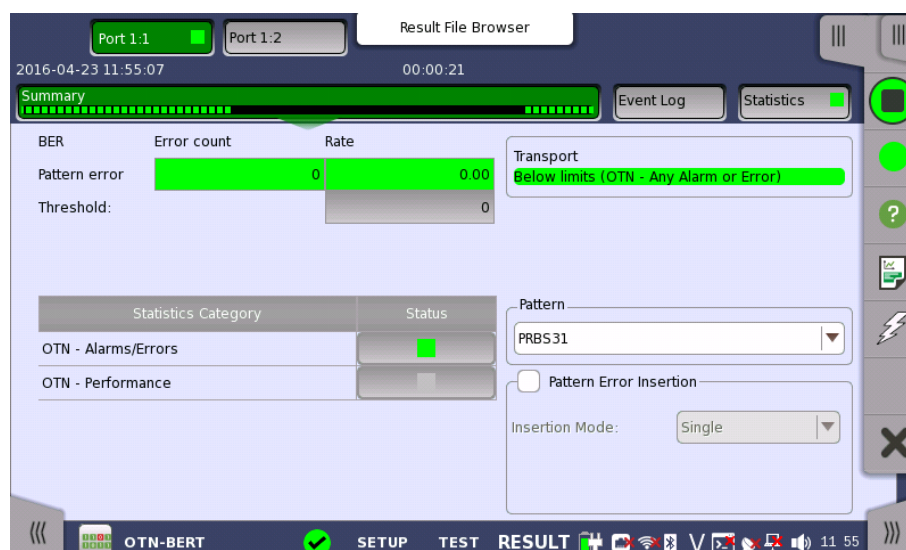 Port 1:1 Port 1:2 Result File Browser
2016-04-23 11:55:07 00:00:21
Summary Event Log Statistics
BER Error count Rate
Pattern error 0 0.00
Threshold: 0
Transport
Below limits (OTN - Any Alarm or Error)
Statistics Category Status
OTN - Alarms/Errors
OTN - Performance
Pattern
PRBS31
Pattern Error Insertion
Insertion Mode: Single
OTN-BERT SETUP TEST RESULT 11 55